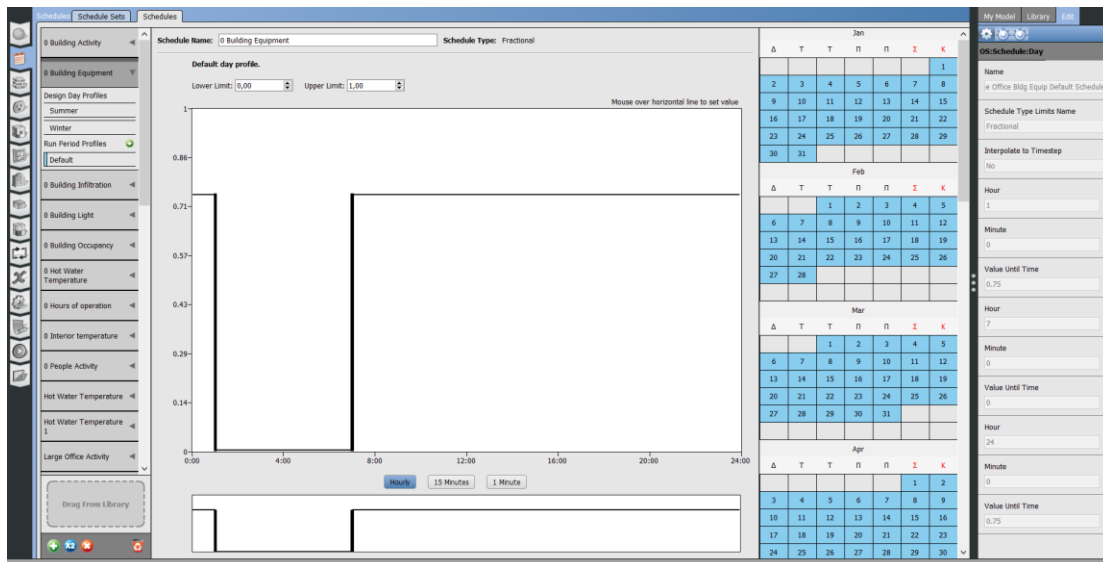 Schedules Schedule Sets Schedules
My Model Library Edit
0 Building Activity
0 Building Equipment
Design Day Profiles
Summer
Winter
Run Period Profiles
Default
0 Building Infiltration
0 Building Light
0 Building Occupancy
0 Hot Water
Temperature
0 Hours of operation
0 Interior temperature
0 People Activity
Hot Water Temperature
Hot Water Temperature
1
Large Office Activity
Drag From Library
x2
Schedule Name: 0 Building Equipment Schedule Type: Fractional
Default day profile.
Lower Limit: 0,00 Upper Limit: 1,00
Mouse over horizontal line to set value
1
0.86
0.71
0.57
0.43
0.29
0.14
0
0:00 4:00 8:00 12:00 16:00 20:00 24:00
Hourly 15 Minutes 1 Minute
Jan
Δ Τ Τ Π Π Σ Κ
1
2 3 4 5 6 7 8
9 10 11 12 13 14 15
16 17 18 19 20 21 22
23 24 25 26 27 28 29
30 31
Feb
Δ Τ Τ Π Π Σ Κ
1 2 3 4 5
6 7 8 9 10 11 12
13 14 15 16 17 18 19
20 21 22 23 24 25 26
27 28
Mar
Δ Τ Τ Π Π Σ Κ
1 2 3 4 5
6 7 8 9 10 11 12
13 14 15 16 17 18 19
20 21 22 23 24 25 26
27 28 29 30 31
Apr
Δ Τ Τ Π Π Σ Κ
1 2
3 4 5 6 7 8 9
10 11 12 13 14 15 16
17 18 19 20 21 22 23
24 25 26 27 28 29 30
OS:Schedule:Day
Name
e Office Bldg Equip Default Schedule
Schedule Type Limits Name
Fractional
Interpolate to Timestep
No
Hour
1
Minute
0
Value Until Time
0.75
Hour
7
Minute
0
Value Until Time
0
Hour
24
Minute
0
Value Until Time
0.75